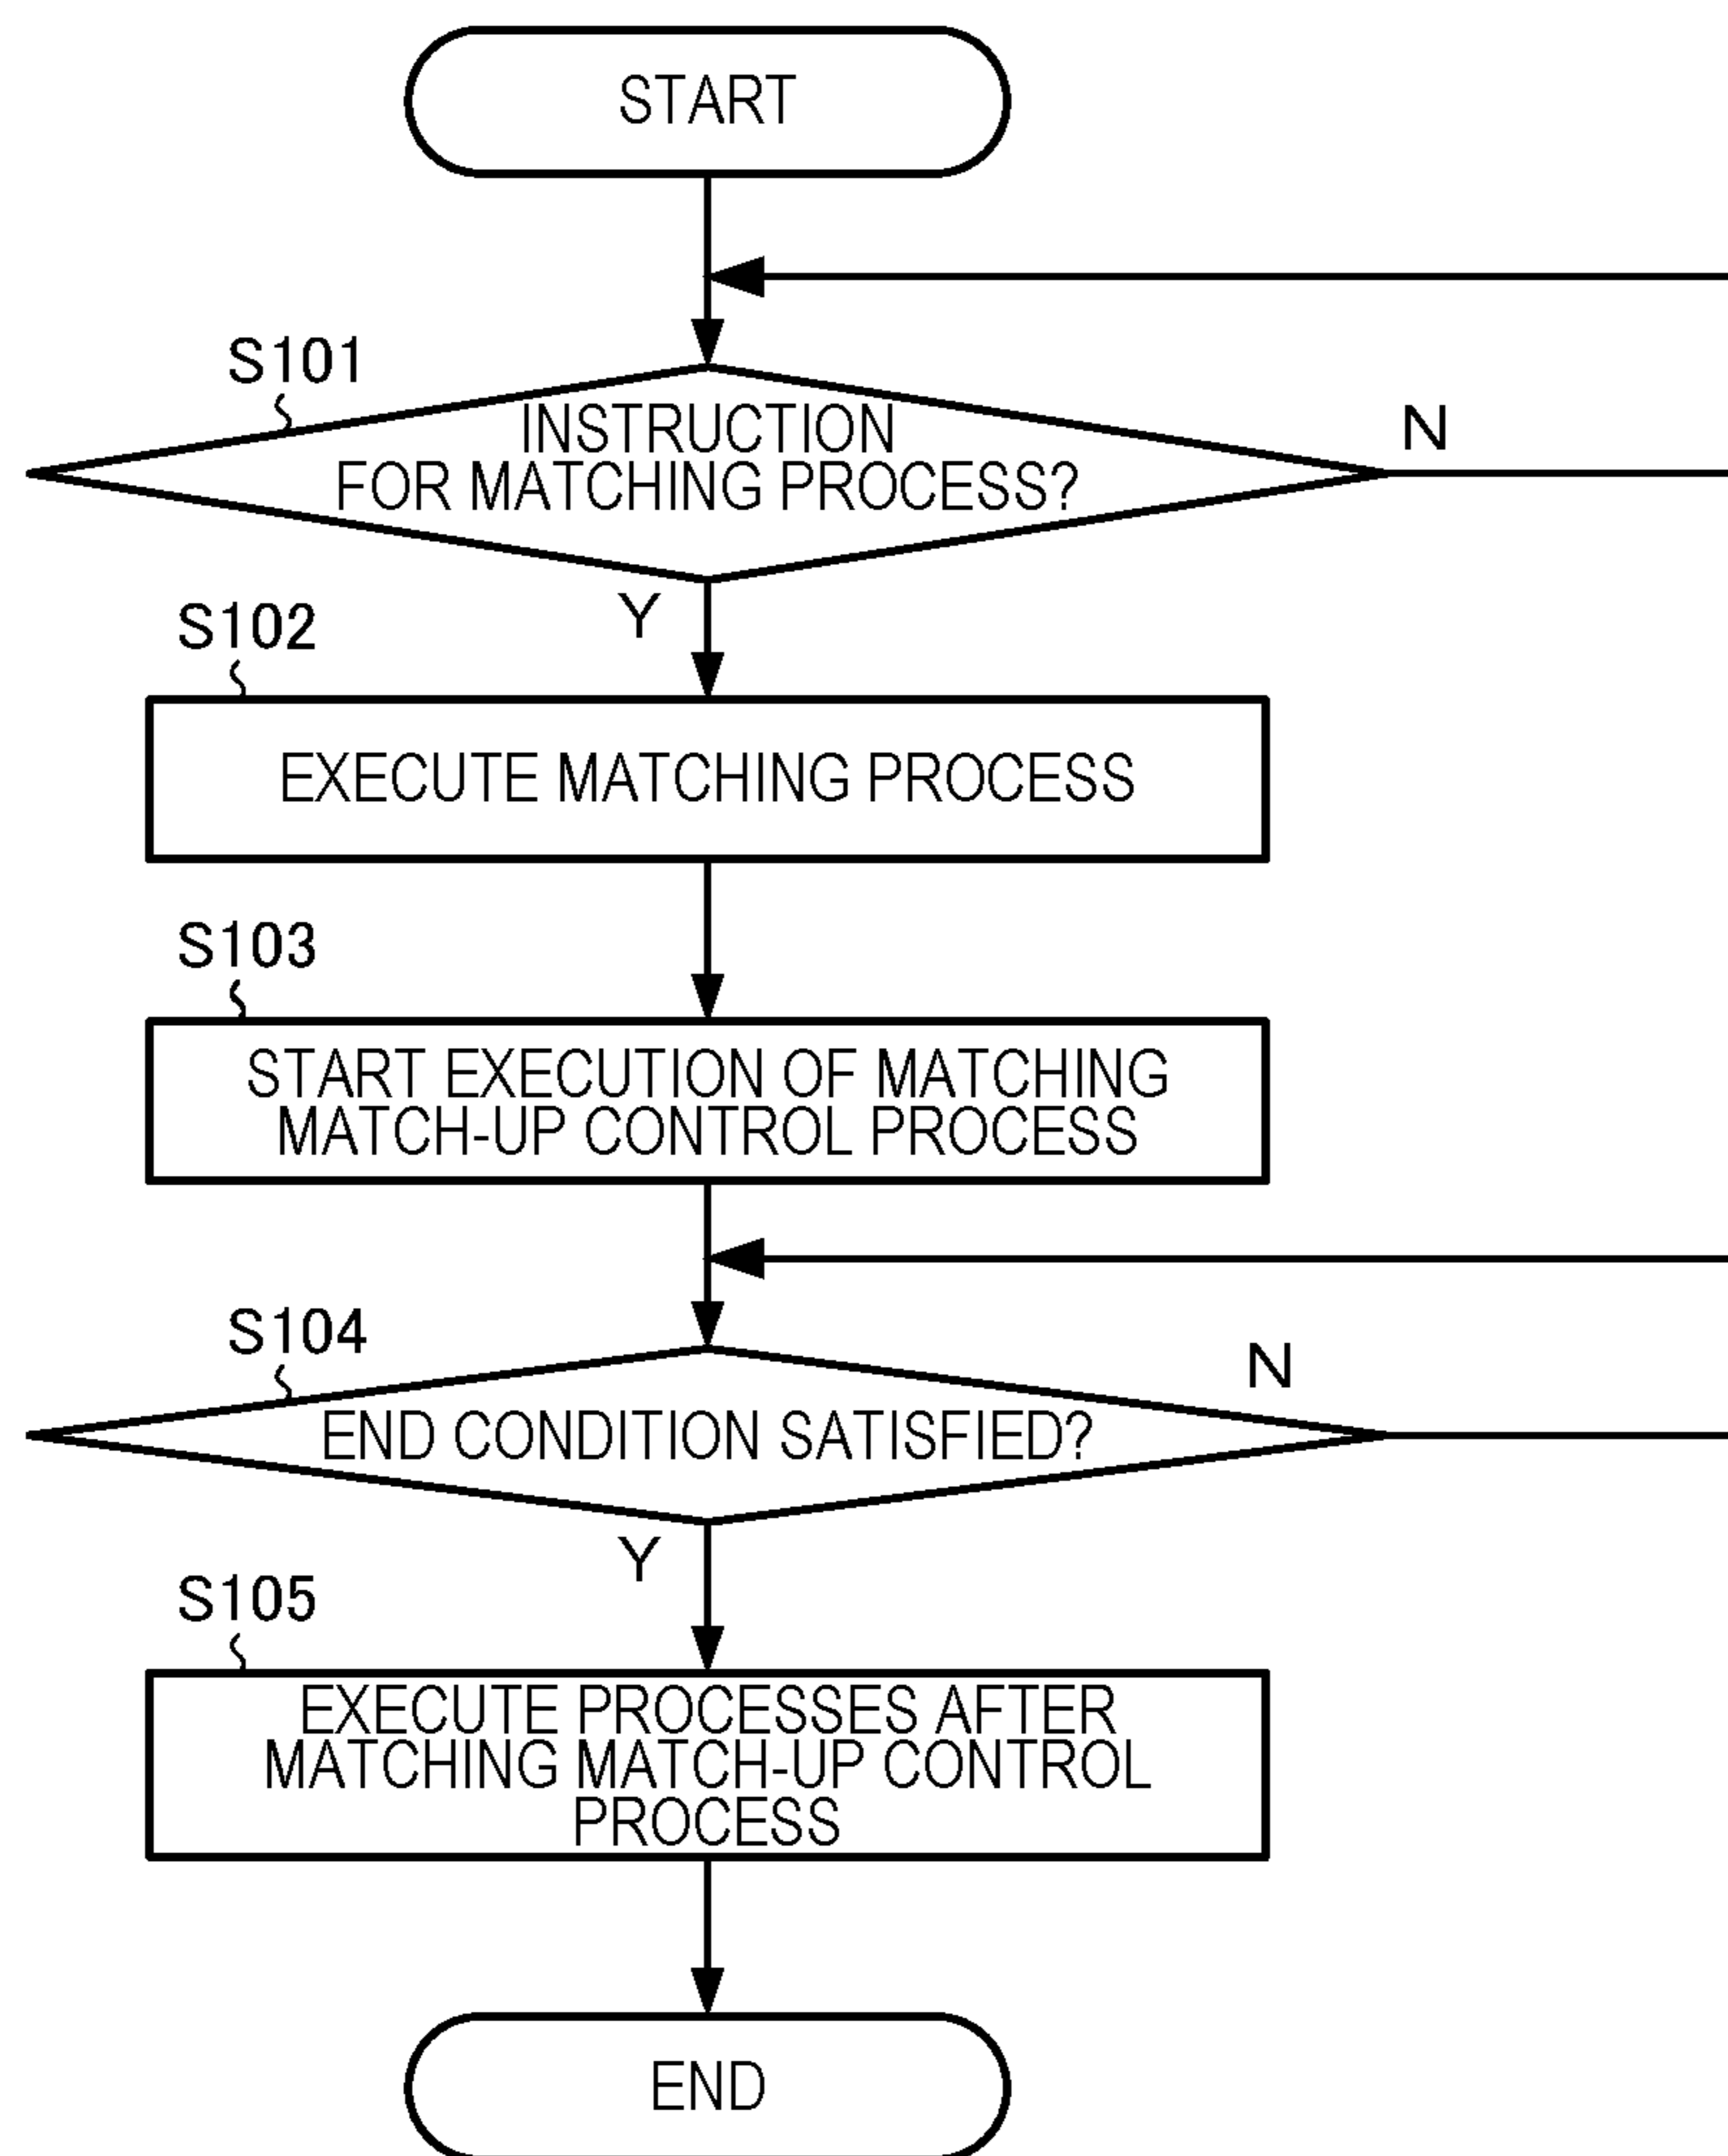 START
S101
INSTRUCTION
FOR MATCHING PROCESS?
N
Y
S102
EXECUTE MATCHING PROCESS
S103
START EXECUTION OF MATCHING
MATCH-UP CONTROL PROCESS
S104
N
END CONDITION SATISFIED?
Y
S105
EXECUTE PROCESSES AFTER
MATCHING MATCH-UP CONTROL
PROCESS
END